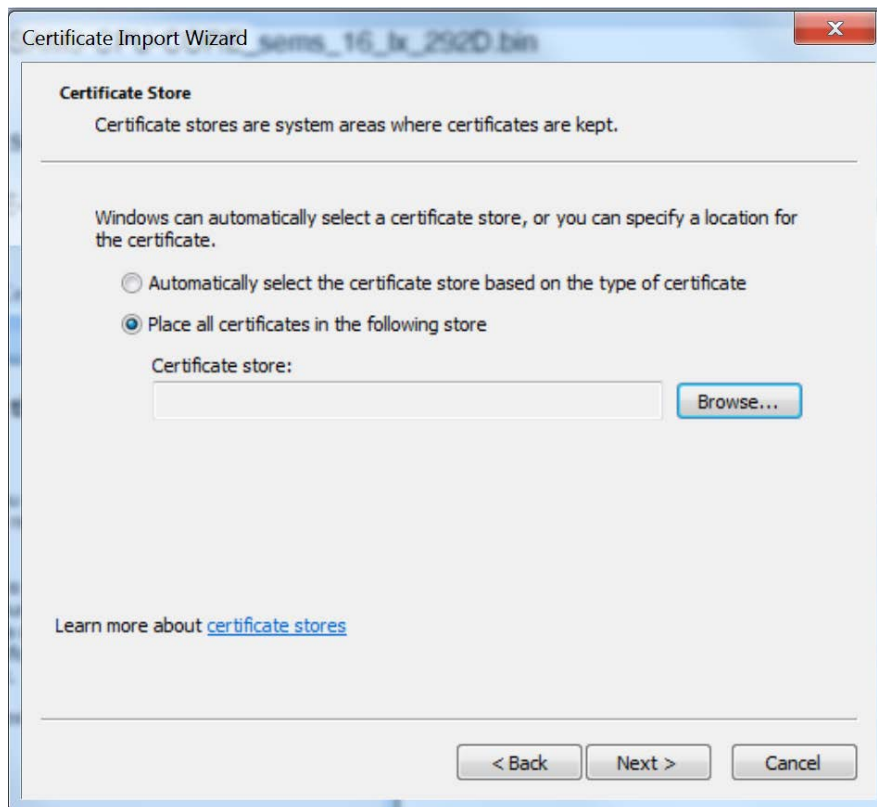 Certificate Import Wizard
_sems_16_lx_292D.bin
Certificate Store
Certificate stores are system areas where certificates are kept.
Windows can automatically select a certificate store, or you can specify a location for
the certificate.
Automatically select the certificate store based on the type of certificate
Place all certificates in the following store
Certificate store:
Browse...
Learn more about certificate stores
< Back
Next >
Cancel